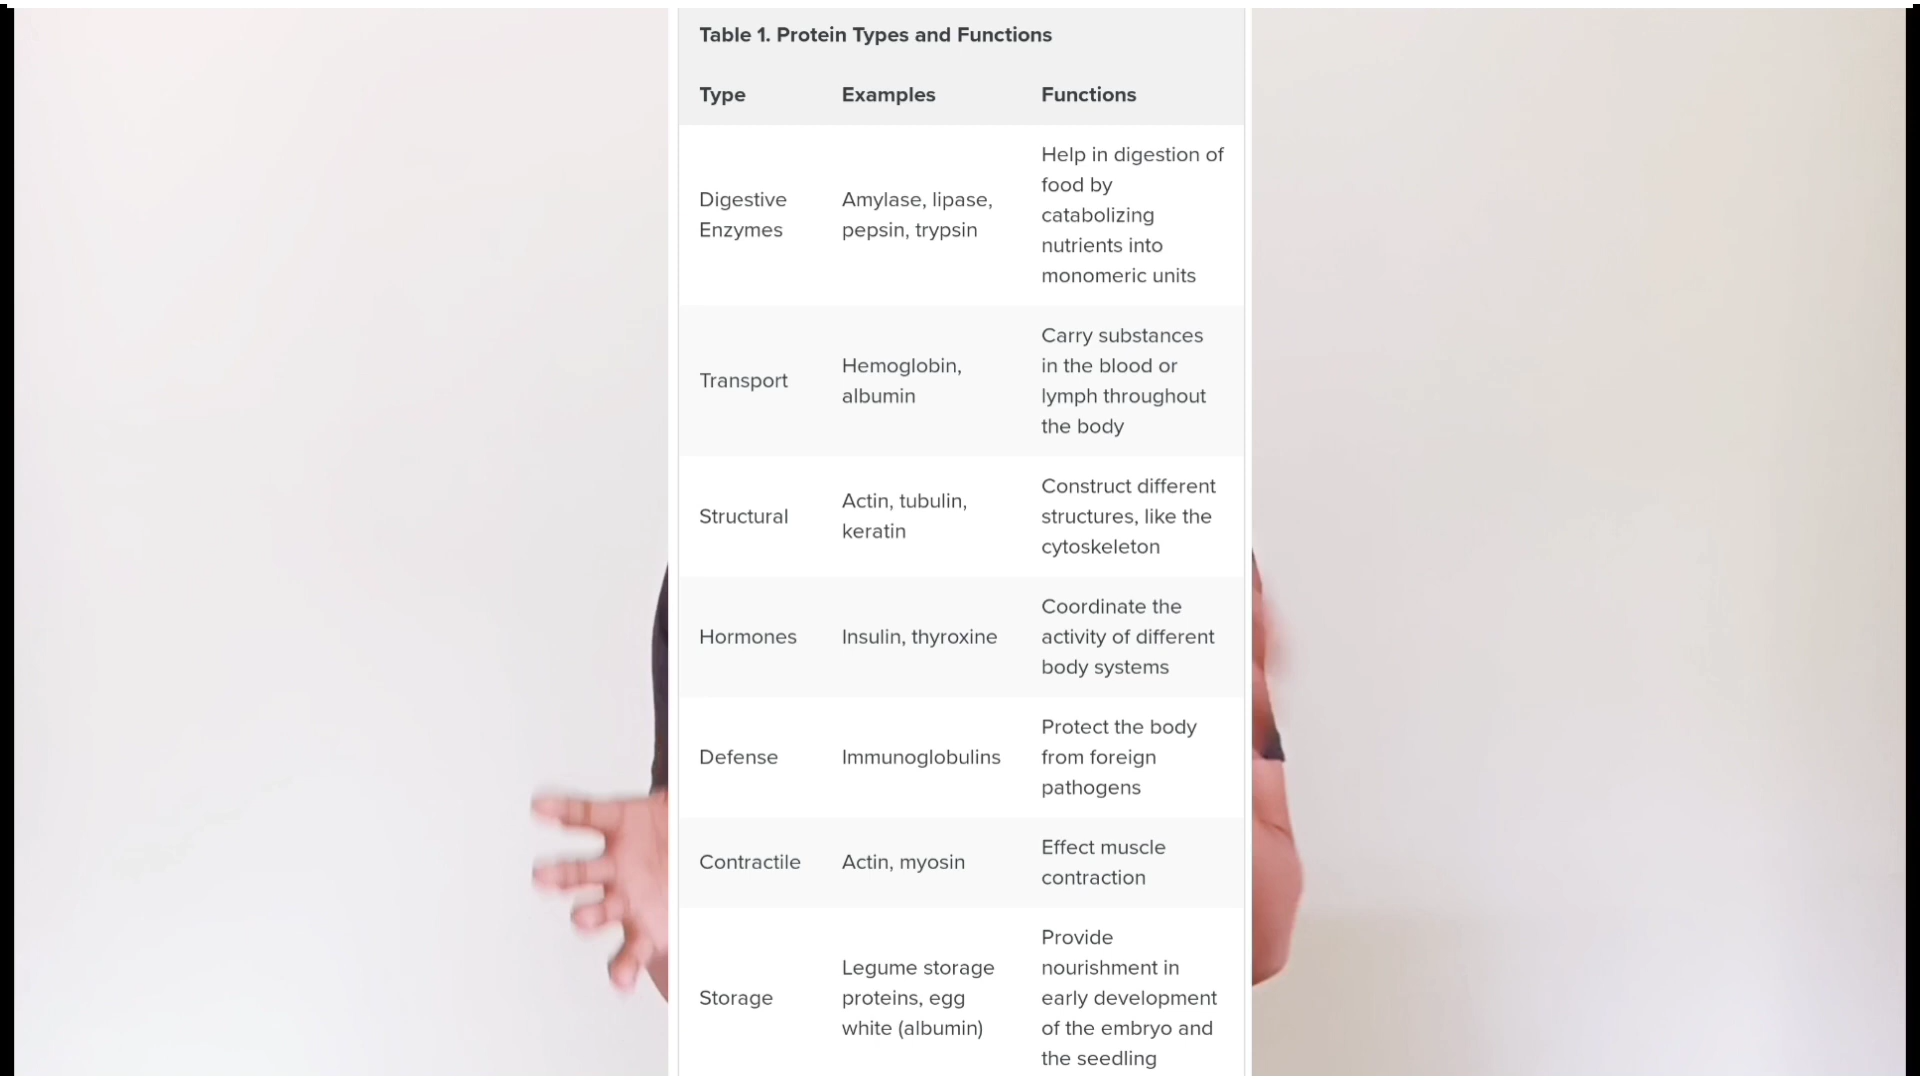 Table 1. Protein Types and Functions
Type Examples Functions
Digestive
Enzymes
Amylase, lipase,
pepsin, trypsin
Help in digestion of
food by
catabolizing
nutrients into
monomeric units
Transport
Hemoglobin,
albumin
Carry substances
in the blood or
lymph throughout
the body
Structural
Actin, tubulin,
keratin
Construct different
structures, like the
cytoskeleton
Hormones
Insulin, thyroxine
Coordinate the
activity of different
body systems
Defense
Immunoglobulins
Protect the body
from foreign
pathogens
Contractile
Actin, myosin
Effect muscle
contraction
Storage
Legume storage
proteins, egg
white (albumin)
Provide
nourishment in
early development
of the embryo and
the seedling